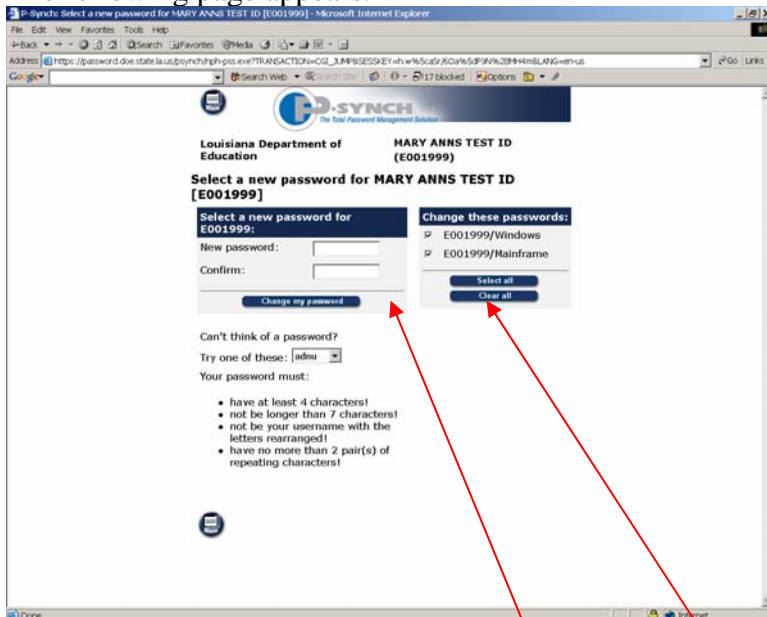 P-Synch: Select a new password for MARY ANNS TEST ID [E001999] - Microsoft Internet Explorer
File Edit View Favorites Tools Help
Back Search Favorites Media
Address Go Links
Google Search Web Search Site 17 blocked Options
P-SYNCH
The Total Password Management Solution
Louisiana Department of Education
MARY ANNS TEST ID (E001999)
Select a new password for MARY ANNS TEST ID
[E001999]
Select a new password for
E001999:
New password:
Confirm:
Change my password
Change these passwords:
E001999/Windows
E001999/Mainframe
Select all
Clear all
Can't think of a password?
Try one of these: adnu
Your password must:
• have at least 4 characters!
• not be longer than 7 characters!
• not be your username with the
letters rearranged!
• have no more than 2 pair(s) of
repeating characters!
Done Internet